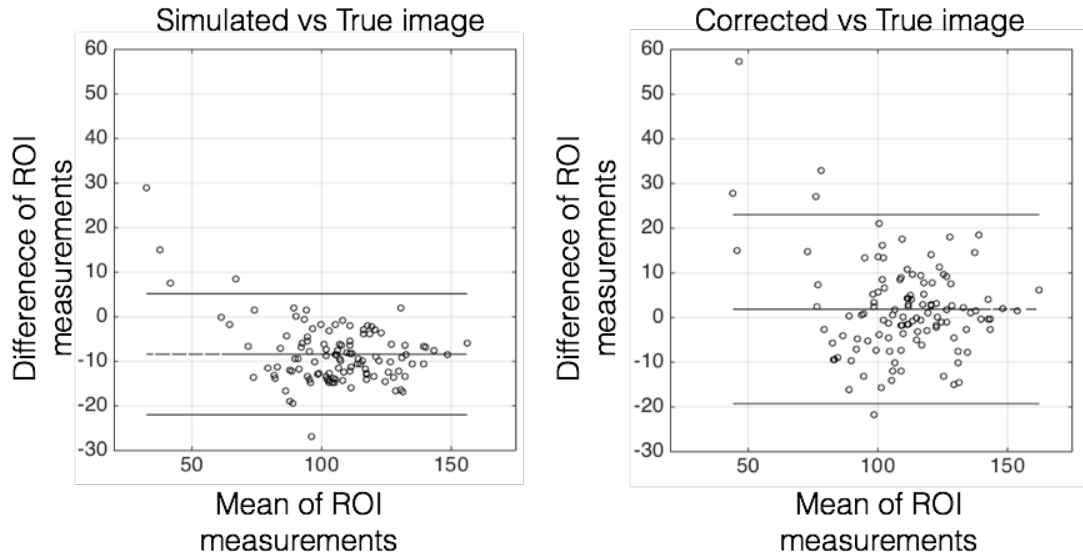 Simulated vs True image
60
50
40
30
20
10
0
-10
-20
-30
50
100
150
Differenece of ROI
measurements
Mean of ROI
measurements
Corrected vs True image
60
50
40
30
20
10
0
-10
-20
-30
50
100
150
Differenece of ROI
measurements
Mean of ROI
measurements